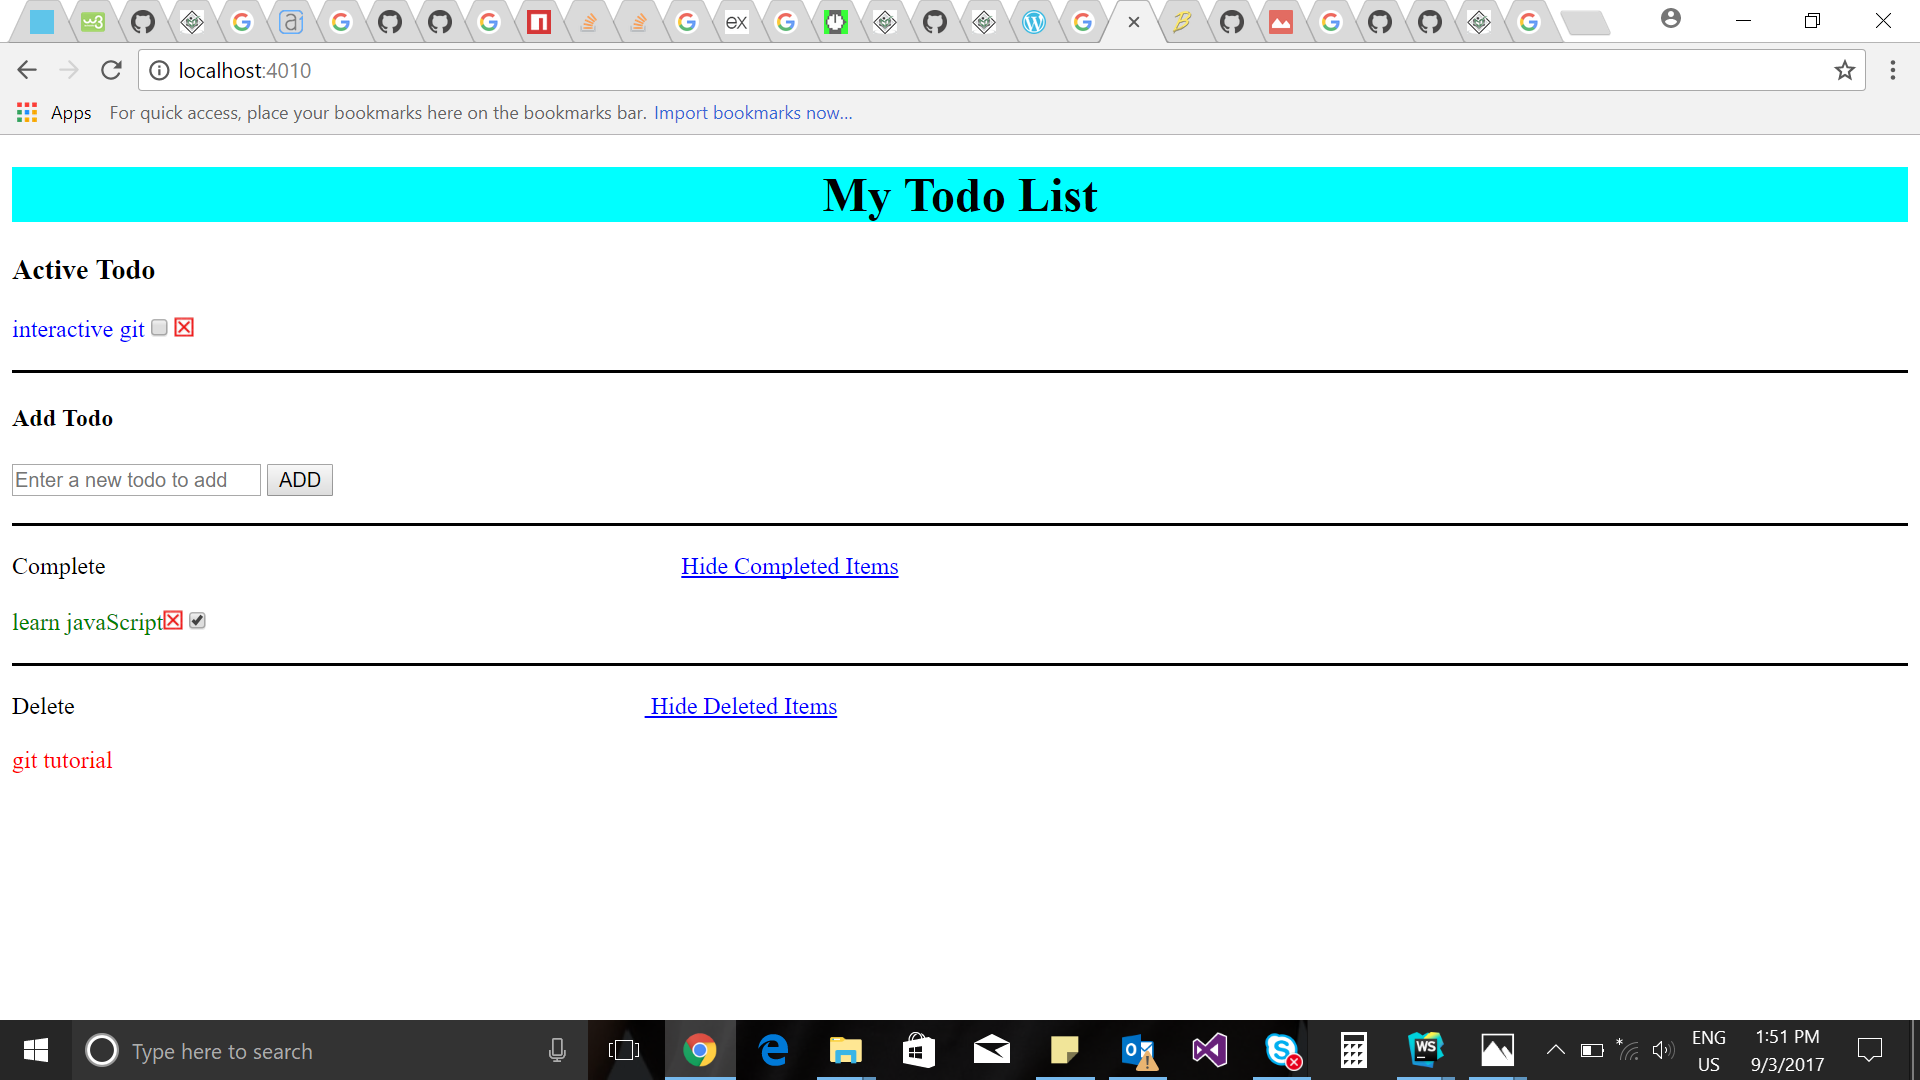 localhost:4010
Apps For quick access, place your bookmarks here on the bookmarks bar. Import bookmarks now...
My Todo List
Active Todo
interactive git
Add Todo
Enter a new todo to add ADD
Complete Hide Completed Items
learn javaScript
Delete Hide Deleted Items
git tutorial
Type here to search
ENG
US
1:51 PM
9/3/2017